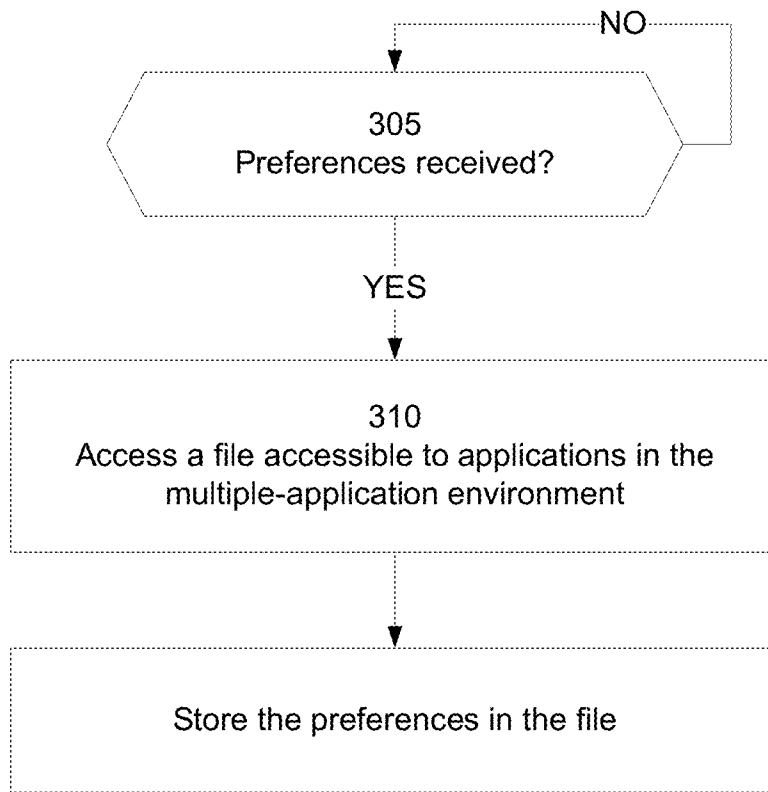 NO
305
Preferences received?
YES
310
Access a file accessible to applications in the
multiple-application environment
Store the preferences in the file